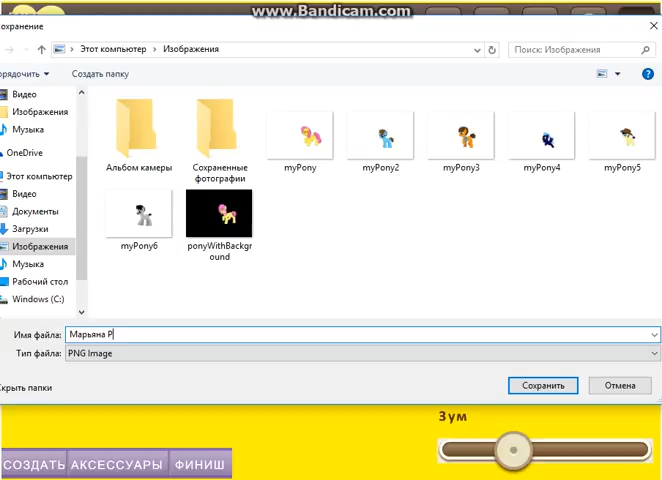 www.Bandicam.com
охранение
Этот компьютер
Изображения
Поиск: Изображения
орядочить
Создать папку
Видео
Изображения
Музыка
OneDrive
Этот компьютер
Видео
Документы
Загрузки
Изображения
Музыка
Рабочий стол
Windows (C:)
Альбом камеры
Сохраненные
фотографии
myPony
myPony2
myPony3
myPony4
myPony5
myPony6
ponyWithBackgr
ound
Имя файла:
Марьяна Р
Тип файла:
PNG Image
крыть папки
Сохранить
Отмена
Зум
СОЗДАТЬ
АКСЕССУАРЫ
ФИНИШ